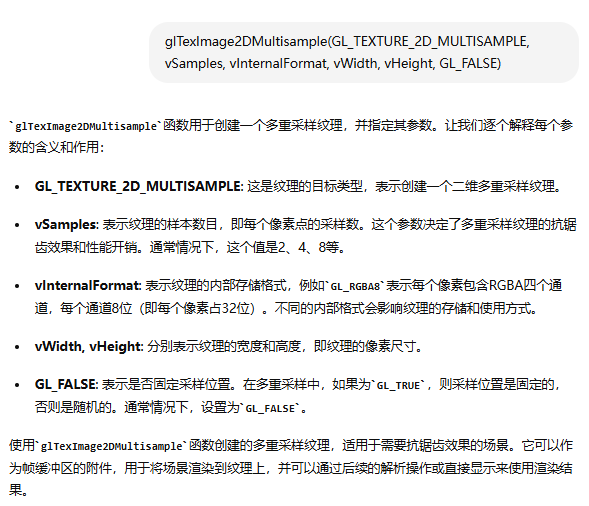 glTexImage2DMultisample(GL_TEXTURE_2D_MULTISAMPLE,
vSamples, vInternalFormat, vWidth, vHeight, GL_FALSE)
`glTexImage2DMultisample`函数用于创建一个多重采样纹理，并指定其参数。让我们逐个解释每个参
数的含义和作用：
• GL_TEXTURE_2D_MULTISAMPLE: 这是纹理的目标类型，表示创建一个二维多重采样纹理。
• vSamples: 表示纹理的样本数目，即每个像素点的采样数。这个参数决定了多重采样纹理的抗锯
齿效果和性能开销。通常情况下，这个值是2、4、8等。
• vInternalFormat: 表示纹理的内部存储格式，例如`GL_RGBA8`表示每个像素包含RGBA四个通
道，每个通道8位（即每个像素占32位）。不同的内部格式会影响纹理的存储和使用方式。
• vWidth, vHeight: 分别表示纹理的宽度和高度，即纹理的像素尺寸。
• GL_FALSE: 表示是否固定采样位置。在多重采样中，如果为`GL_TRUE`，则采样位置是固定的，
否则是随机的。通常情况下，设置为`GL_FALSE`。
使用`glTexImage2DMultisample`函数创建的多重采样纹理，适用于需要抗锯齿效果的场景。它可以作
为帧缓冲区的附件，用于将场景渲染到纹理上，并可以通过后续的解析操作或直接显示来使用渲染结
果。